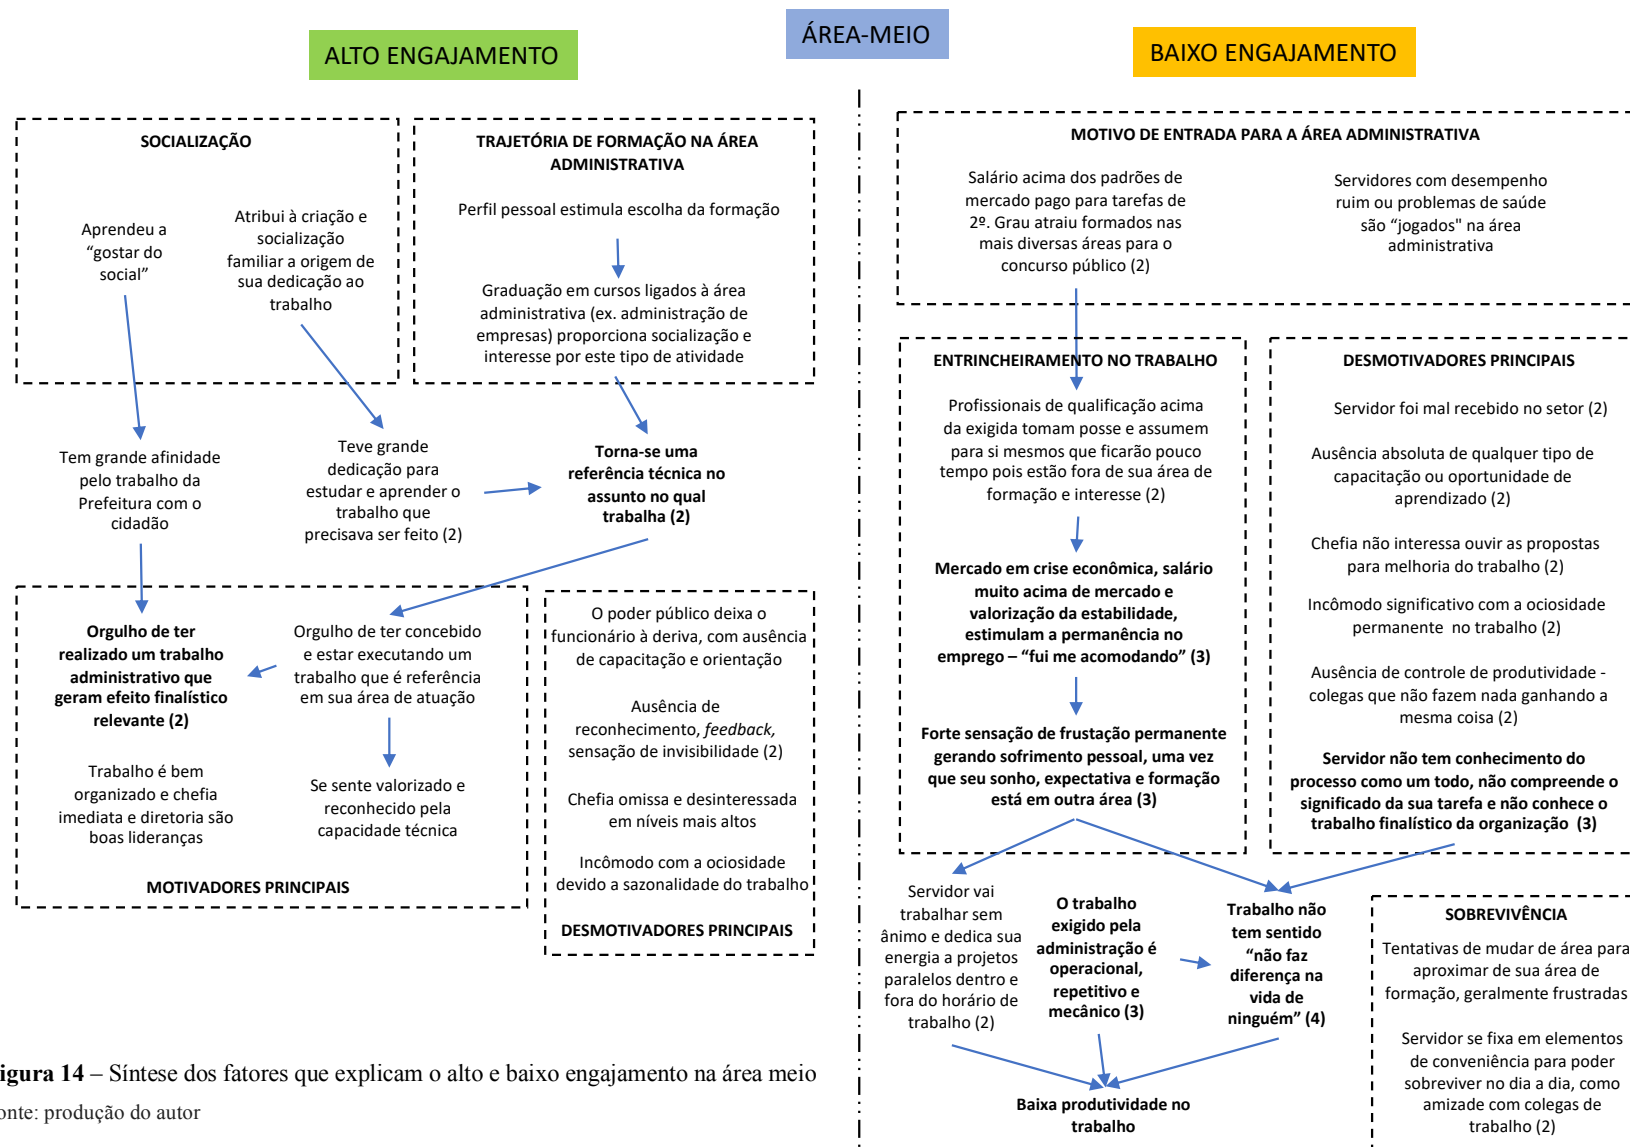 ÁREA-MEIO
ALTO ENGAJAMENTO
BAIXO ENGAJAMENTO
SOCIALIZAÇÃO
Aprendeu a
“gostar do
social”
Atribui à criação e
socialização
familiar a origem de
sua dedicação ao
trabalho
TRAJETÓRIA DE FORMAÇÃO NA ÁREA
ADMINISTRATIVA
Perfil pessoal estimula escolha da formação
Graduação em cursos ligados à área
administrativa (ex. administração de
empresas) proporciona socialização e
interesse por este tipo de atividade
Tem grande afinidade
pelo trabalho da
Prefeitura com o
cidadão
Teve grande
dedicação para
estudar e aprender o
trabalho que
precisava ser feito (2)
Torna-se uma
referência técnica no
assunto no qual
trabalha (2)
Orgulho de ter
realizado um trabalho
administrativo que
geram efeito finalístico
relevante (2)
Orgulho de ter concebido
e estar executando um
trabalho que é referência
em sua área de atuação
Trabalho é bem
organizado e chefia
imediata e diretoria são
boas lideranças
Se sente valorizado e
reconhecido pela
capacidade técnica
MOTIVADORES PRINCIPAIS
O poder público deixa o
funcionário à deriva, com ausência
de capacitação e orientação
Ausência de
reconhecimento, feedback,
sensação de invisibilidade (2)
Chefia omissa e desinteressada
em níveis mais altos
Incômodo com a ociosidade
devido a sazonalidade do trabalho
DESMOTIVADORES PRINCIPAIS
MOTIVO DE ENTRADA PARA A ÁREA ADMINISTRATIVA
Salário acima dos padrões de
mercado pago para tarefas de
2º. Grau atraiu formados nas
mais diversas áreas para o
concurso público (2)
Servidores com desempenho
ruim ou problemas de saúde
são “jogados" na área
administrativa
ENTRINCHEIRAMENTO NO TRABALHO
Profissionais de qualificação acima
da exigida tomam posse e assumem
para si mesmos que ficarão pouco
tempo pois estão fora de sua área de
formação e interesse (2)
Mercado em crise econômica, salário
muito acima de mercado e
valorização da estabilidade,
estimulam a permanência no
emprego – “fui me acomodando” (3)
Forte sensação de frustação permanente
gerando sofrimento pessoal, uma vez
que seu sonho, expectativa e formação
está em outra área (3)
DESMOTIVADORES PRINCIPAIS
Servidor foi mal recebido no setor (2)
Ausência absoluta de qualquer tipo de
capacitação ou oportunidade de
aprendizado (2)
Chefia não interessa ouvir as propostas
para melhoria do trabalho (2)
Incômodo significativo com a ociosidade
permanente no trabalho (2)
Ausência de controle de produtividade -
colegas que não fazem nada ganhando a
mesma coisa (2)
Servidor não tem conhecimento do
processo como um todo, não compreende o
significado da sua tarefa e não conhece o
trabalho finalístico da organização (3)
Servidor vai
trabalhar sem
ânimo e dedica sua
energia a projetos
paralelos dentro e
fora do horário de
trabalho (2)
O trabalho
exigido pela
administração é
operacional,
repetitivo e
mecânico (3)
Trabalho não
tem sentido
“não faz
diferença na
vida de
ninguém” (4)
Baixa produtividade no
trabalho
SOBREVIVÊNCIA
Tentativas de mudar de área para
aproximar de sua área de
formação, geralmente frustradas
Servidor se fixa em elementos
de conveniência para poder
sobreviver no dia a dia, como
amizade com colegas de
trabalho (2)
igura 14 – Síntese dos fatores que explicam o alto e baixo engajamento na área meio
onte: produção do autor